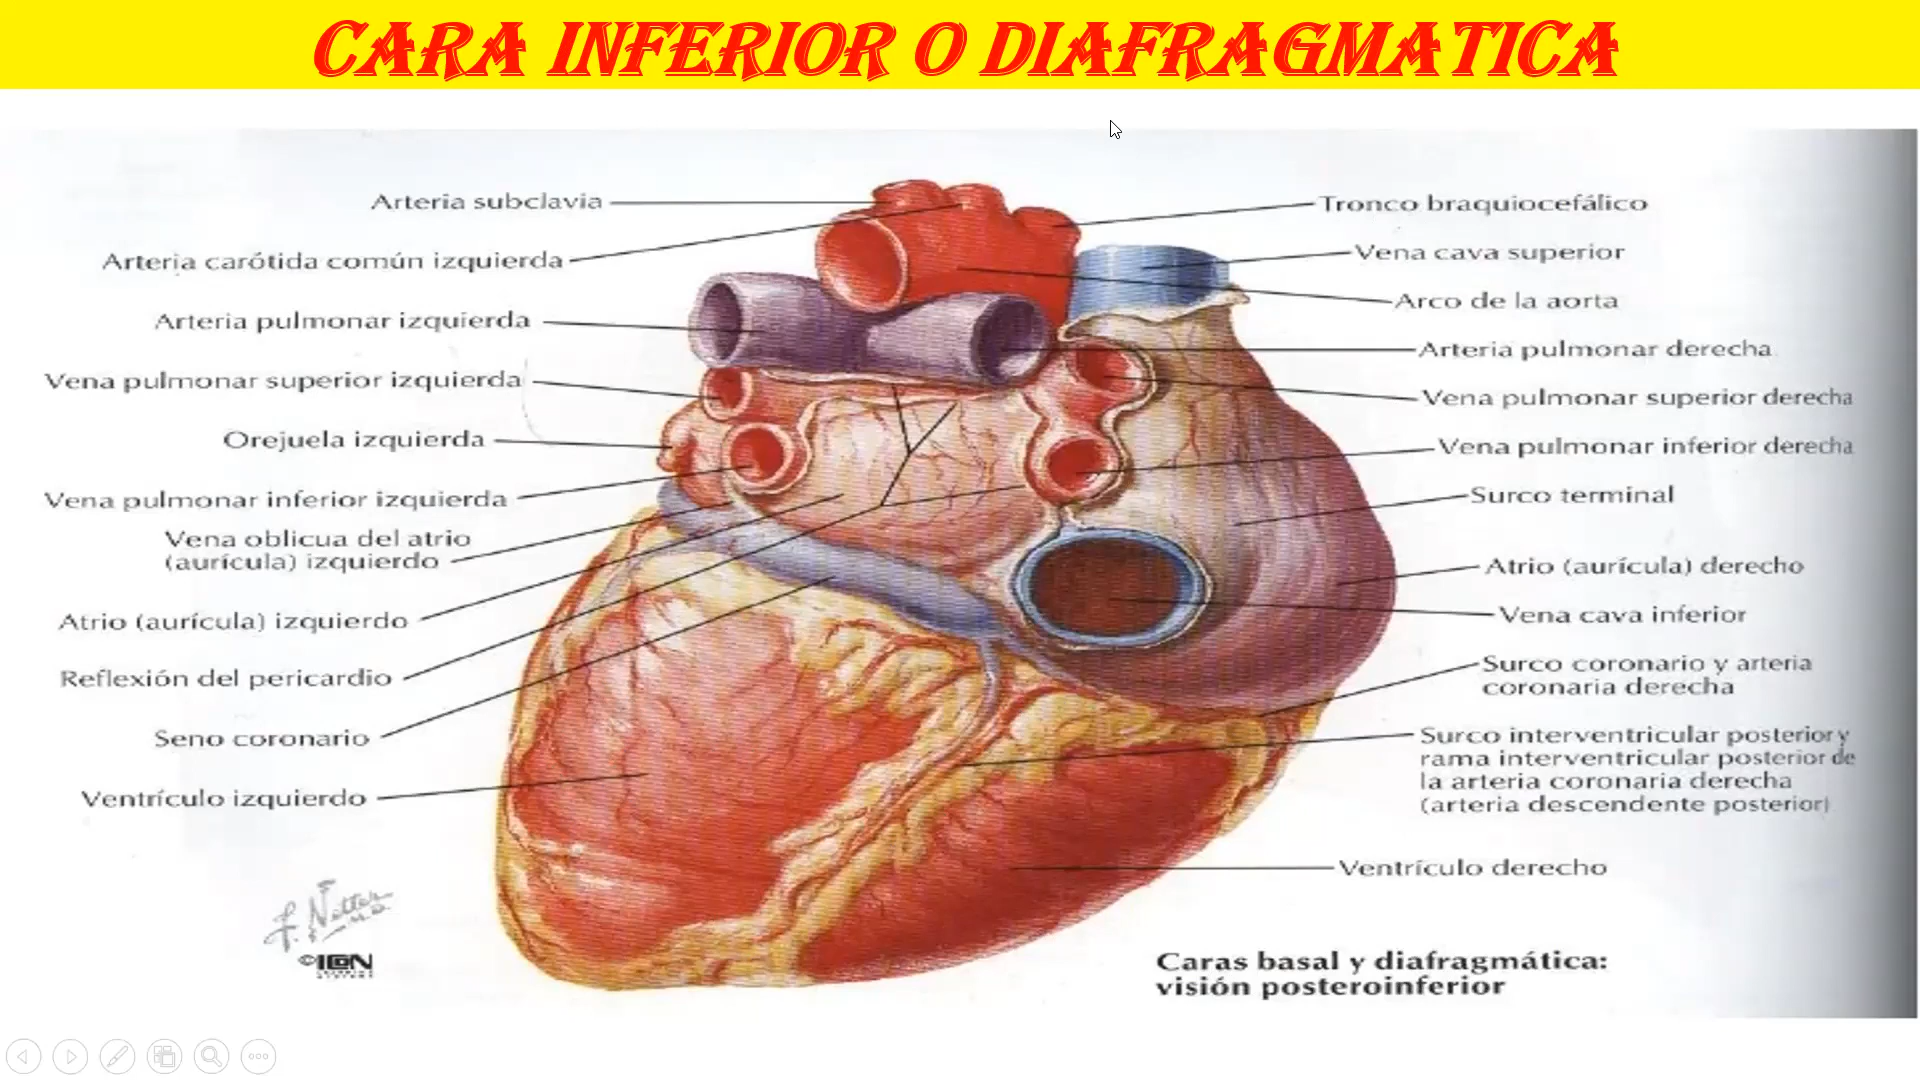 CARA INFERIOR O DIAFRAGMATICA
Arteria subclavia
Arteria carótida común izquierda
Arteria pulmonar izquierda
Vena pulmonar superior izquierda
Orejuela izquierda
Vena pulmonar inferior izquierda
Vena oblicua del atrio
(aurícula) izquierdo
Atrio (aurícula) izquierdo
Reflexión del pericardio
Seno coronario
Ventrículo izquierdo
Tronco braquiocefálico
Vena cava superior
Arco de la aorta
Arteria pulmonar derecha
Vena pulmonar superior derecha
Vena pulmonar inferior derecha
Surco terminal
Atrio (aurícula) derecho
Vena cava inferior
Surco coronario y arteria
coronaria derecha
Surco interventricular posterior y
rama interventricular posterior de
la arteria coronaria derecha
(arteria descendente posterior)
Ventrículo derecho
F. Netter
M.D.
©ICON
Caras basal y diafragmática:
visión posteroinferior